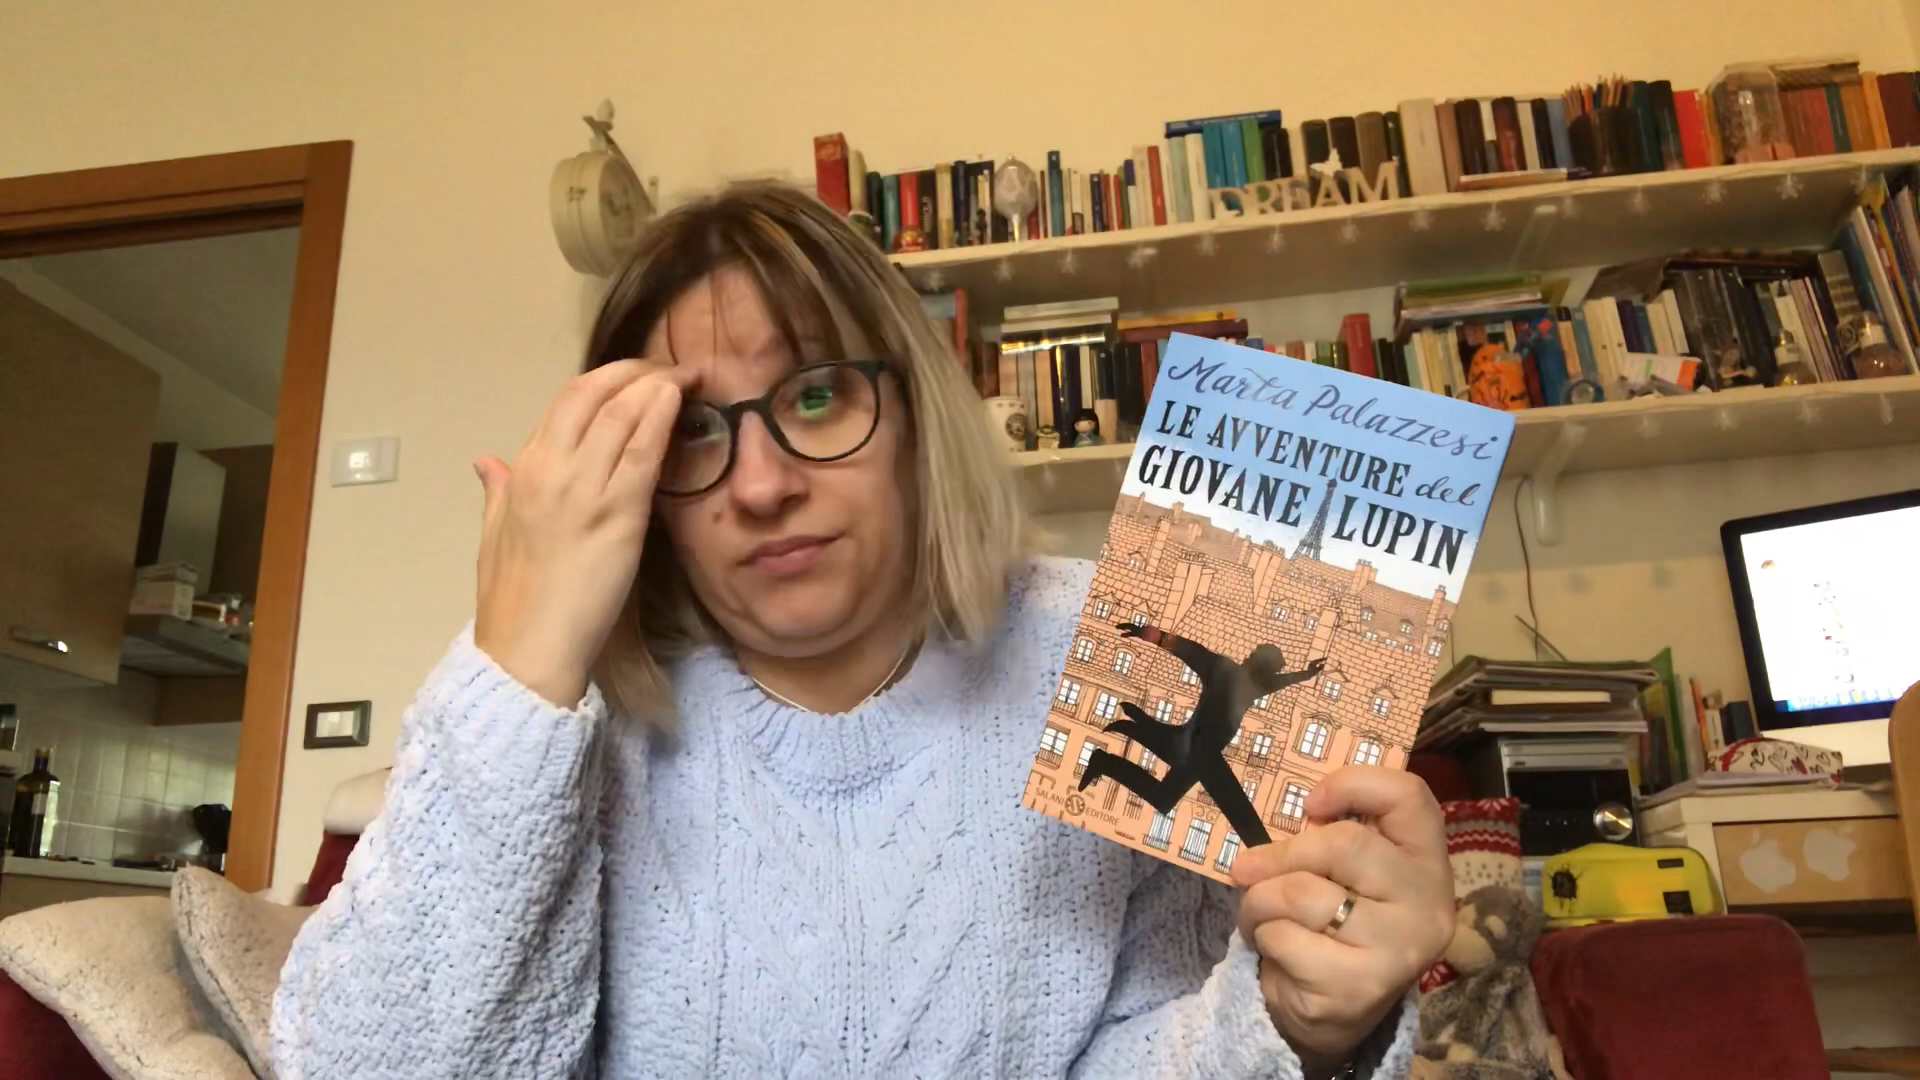 DREAM
Marta Palazzesi
LE AVVENTURE del
GIOVANE LUPIN
SALANI
EDITORE